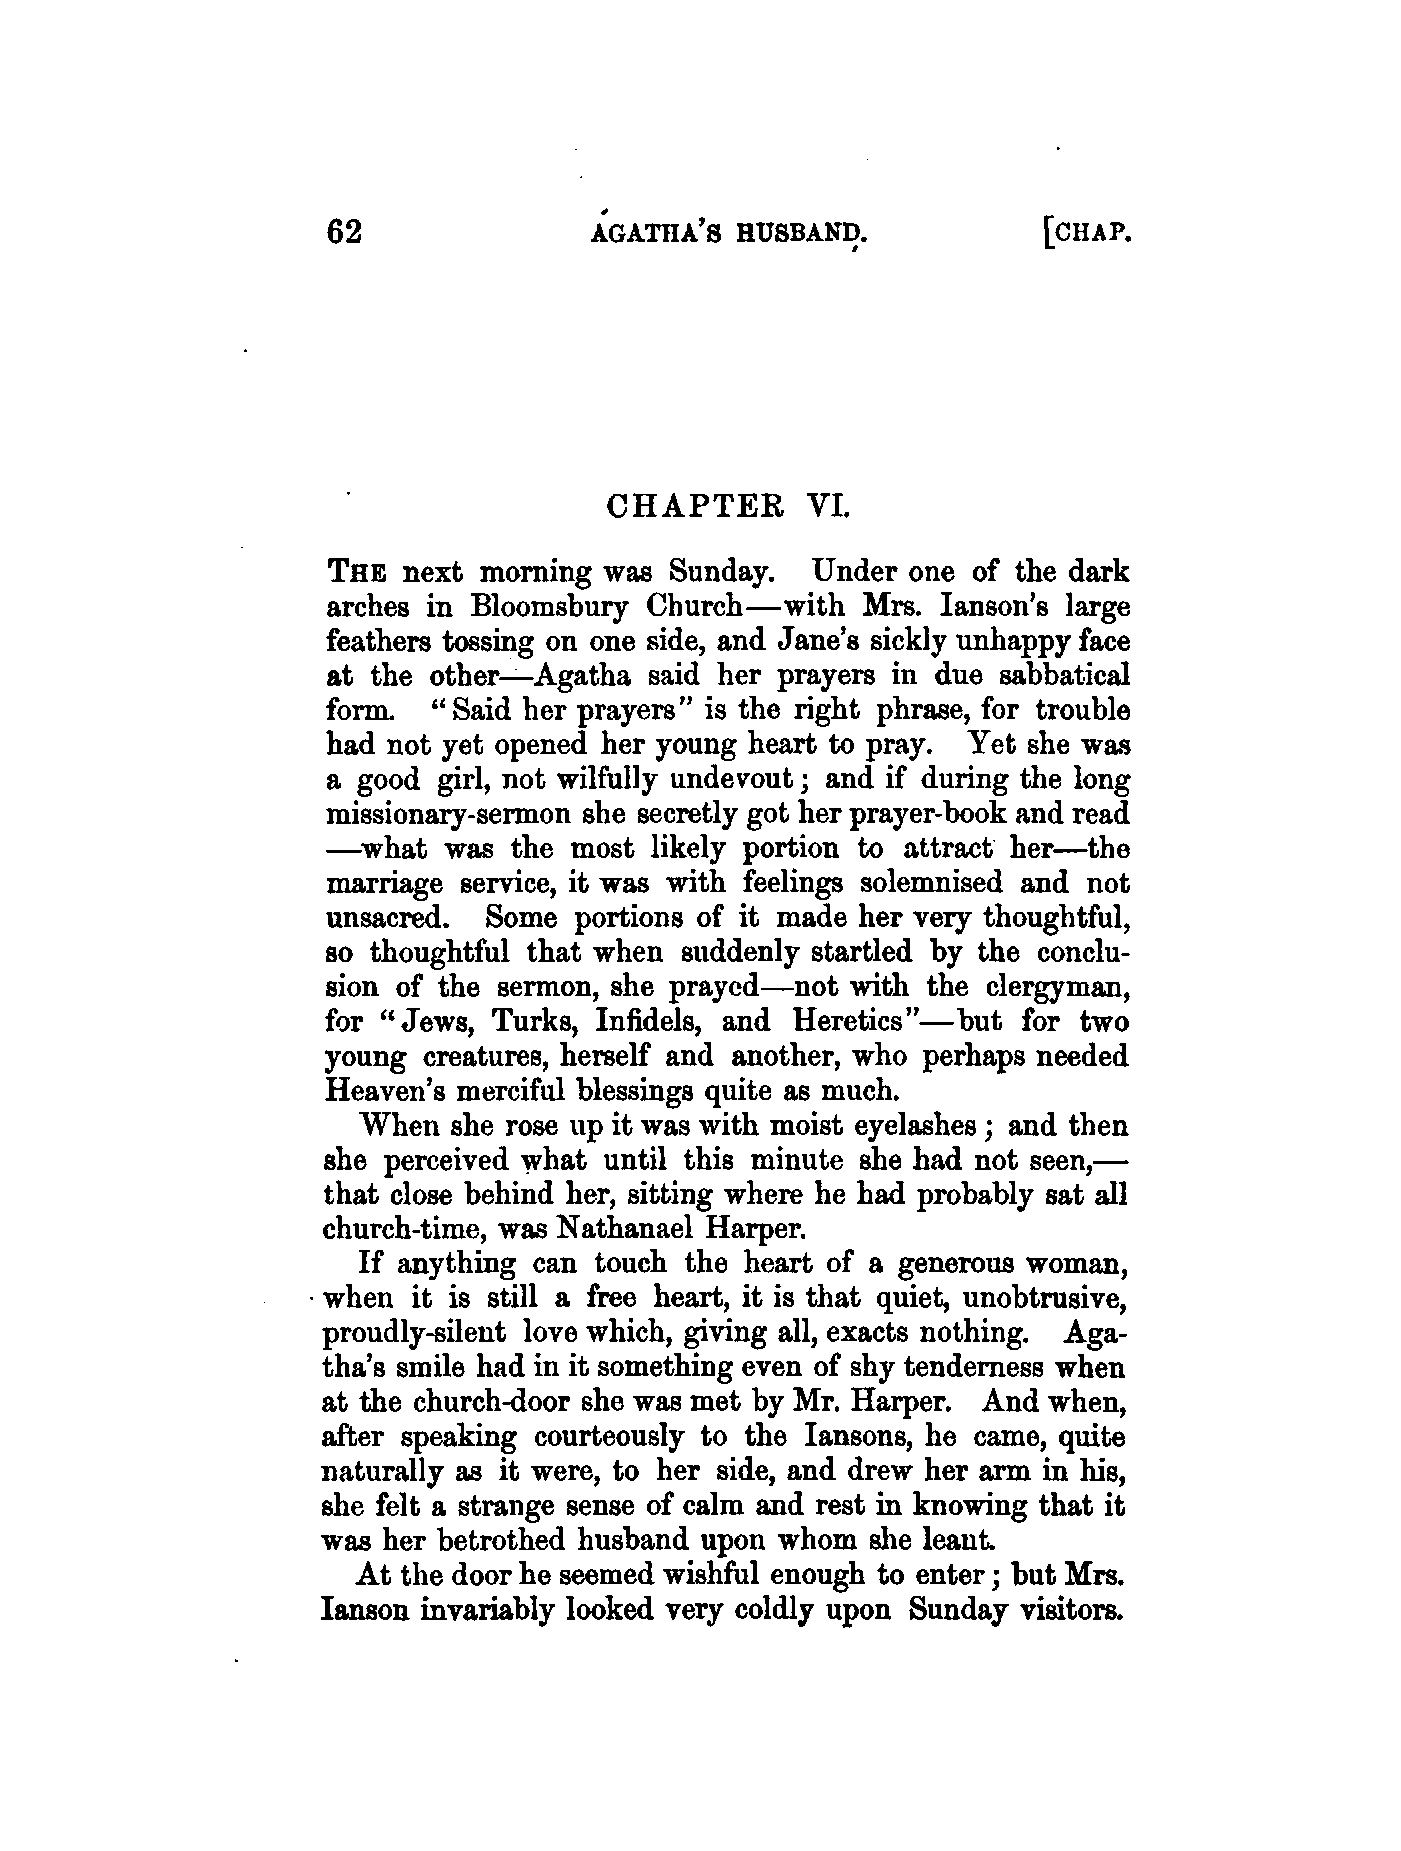 62 AGATHA'S HUSBAND. [CHAP.
CHAPTER VI.
THE next morning was Sunday. Under one of the dark
arches in Bloomsbury Church—with Mrs. Ianson's large
feathers tossing on one side, and Jane's sickly unhappy face
at the other—Agatha said her prayers in due sabbatical
form. "Said her prayers" is the right phrase, for trouble
had not yet opened her young heart to pray. Yet she was
a good girl, not wilfully undevout; and if during the long
missionary-sermon she secretly got her prayer-book and read
—what was the most likely portion to attract her—the
marriage service, it was with feelings solemnised and not
unsacred. Some portions of it made her very thoughtful,
so thoughtful that when suddenly startled by the conclu-
sion of the sermon, she prayed—not with the clergyman,
for "Jews, Turks, Infidels, and Heretics"—but for two
young creatures, herself and another, who perhaps needed
Heaven's merciful blessings quite as much.
When she rose up it was with moist eyelashes; and then
she perceived what until this minute she had not seen,—
that close behind her, sitting where he had probably sat all
church-time, was Nathanael Harper.
If anything can touch the heart of a generous woman,
when it is still a free heart, it is that quiet, unobtrusive,
proudly-silent love which, giving all, exacts nothing. Aga-
tha's smile had in it something even of shy tenderness when
at the church-door she was met by Mr. Harper. And when,
after speaking courteously to the Iansons, he came, quite
naturally as it were, to her side, and drew her arm in his,
she felt a strange sense of calm and rest in knowing that it
was her betrothed husband upon whom she leant.
At the door he seemed wishful enough to enter; but Mrs.
Ianson invariably looked very coldly upon Sunday visitors.